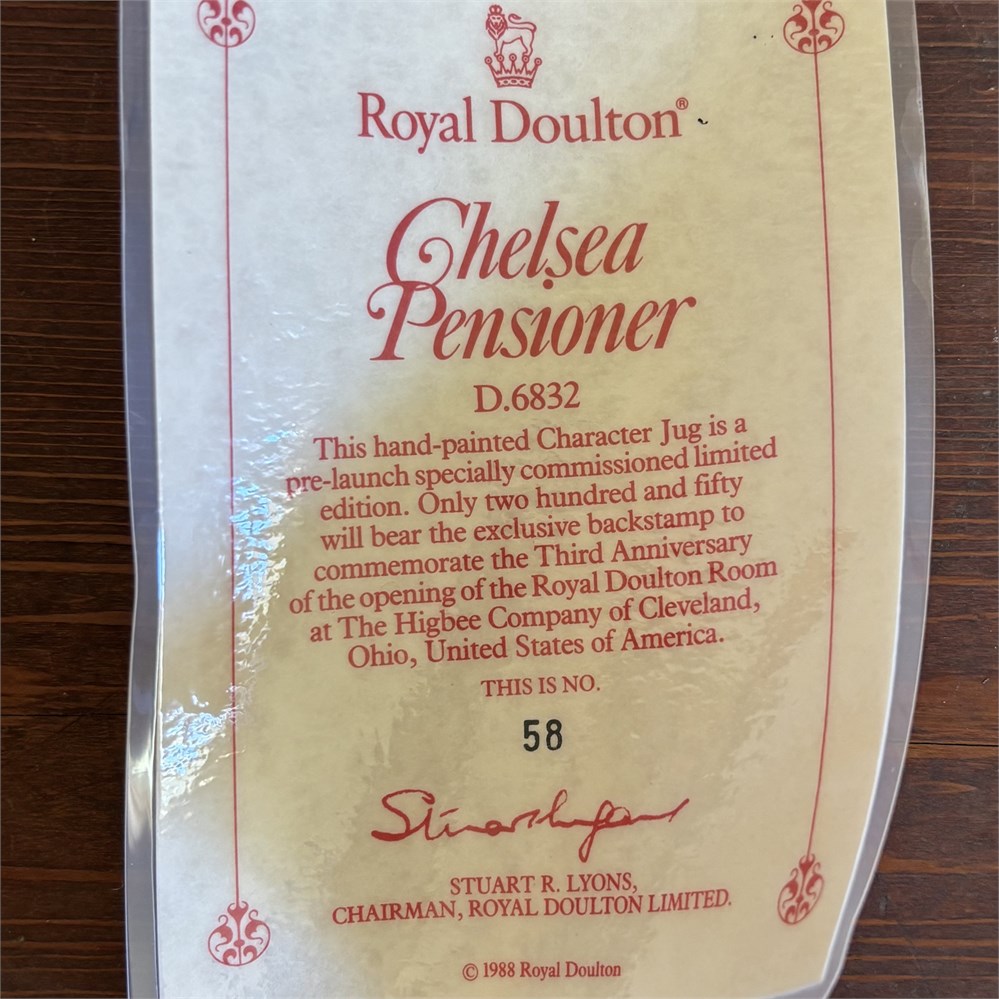 Royal Doulton®
Chelsea
Pensioner
D.6832
This hand-painted Character Jug is a
pre-launch specially commissioned limited
edition. Only two hundred and fifty
will bear the exclusive backstamp to
commemorate the Third Anniversary
of the opening of the Royal Doulton Room
at The Higbee Company of Cleveland,
Ohio, United States of America.
THIS IS NO.
58
Stuart Lyons
STUART R. LYONS,
CHAIRMAN, ROYAL DOULTON LIMITED.
© 1988 Royal Doulton